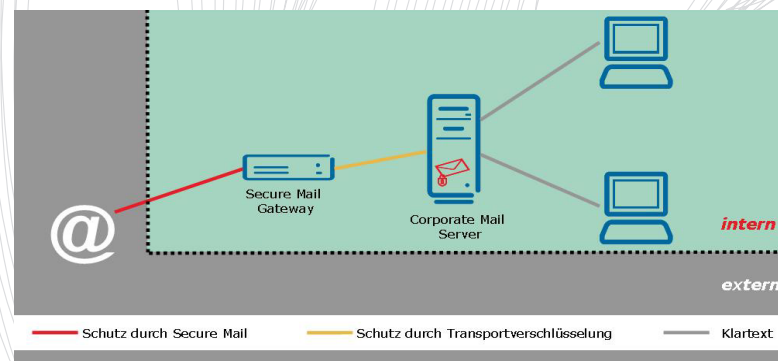 Secure Mail
Gateway
Corporate Mail
Server
@
intern
extern
Schutz durch Secure Mail
Schutz durch Transportverschlüsselung
Klartext